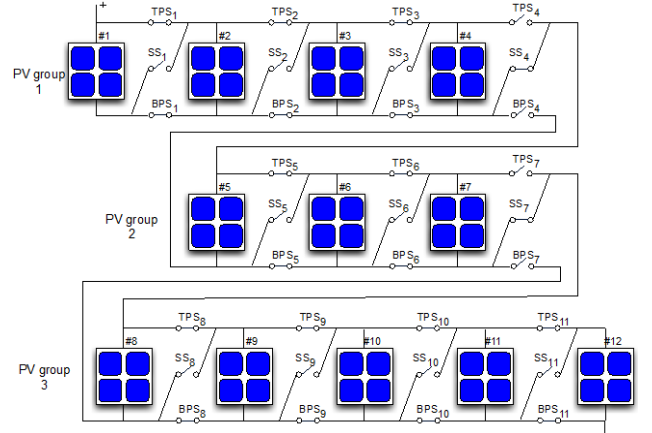 +
TPS1 TPS2 TPS3 TPS4
#1 #2 #3 #4
SS1 SS2 SS3 SS4
PV group
1
BPS1 BPS2 BPS3 BPS4
TPS5 TPS6 TPS7
#5 #6 #7
SS5 SS6 SS7
PV group
2
BPS5 BPS6 BPS7
TPS8 TPS9 TPS10 TPS11
#8 #9 #10 #11 #12
SS8 SS9 SS10 SS11
PV group
3
BPS8 BPS9 BPS10 BPS11